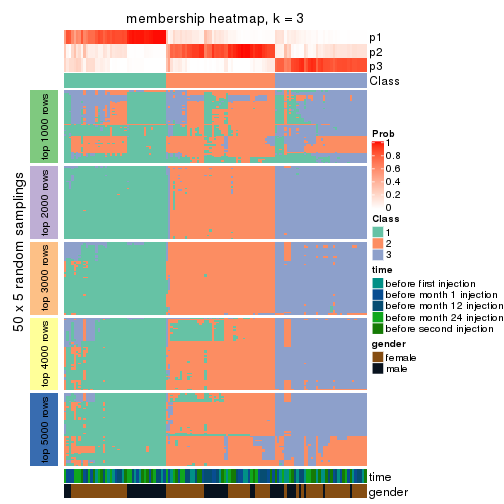 membership heatmap, k = 3
p1
p2
p3
Class
50 x 5 random samplings
top 1000 rows
top 2000 rows
top 3000 rows
top 4000 rows
top 5000 rows
time
gender
Prob
1
0.8
0.6
0.4
0.2
0
Class
1
2
3
time
before first injection
before month 1 injection
before month 12 injection
before month 24 injection
before second injection
gender
female
male